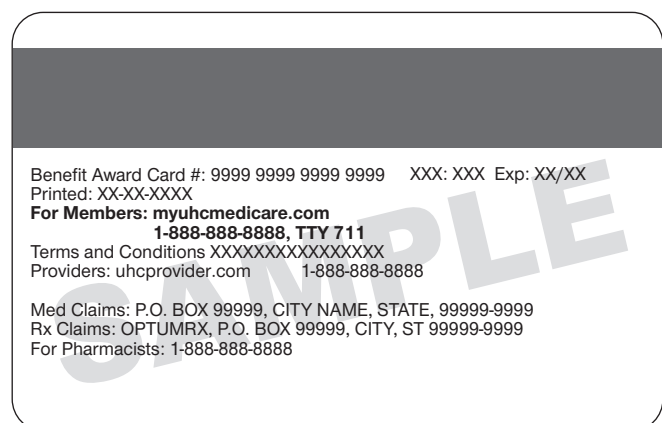 Benefit Award Card #: 9999 9999 9999 9999 XXX: XXX Exp: XX/XX
Printed: XX-XX-XXXX
For Members: myuhcmedicare.com
1-888-888-8888, TTY 711
Terms and Conditions XXXXXXXXXXXXXXXX
Providers: uhcprovider.com 1-888-888-8888
Med Claims: P.O. BOX 99999, CITY NAME, STATE, 99999-9999
Rx Claims: OPTUMRX, P.O. BOX 99999, CITY, ST 99999-9999
For Pharmacists: 1-888-888-8888
SAMPLE